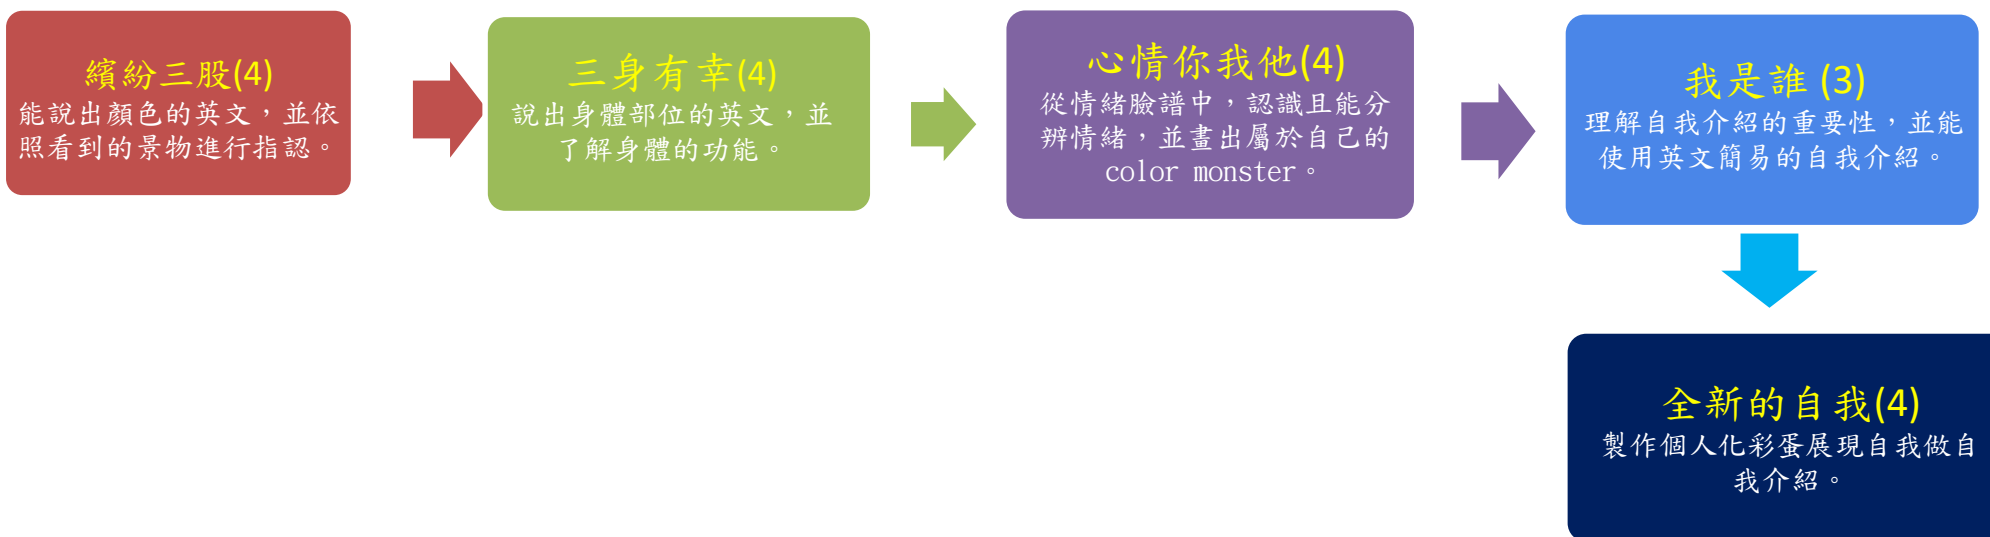 繽紛三股(4)
能說出顏色的英文，並依
照看到的景物進行指認。
三身有幸(4)
說出身體部位的英文，並
了解身體的功能。
心情你我他(4)
從情緒臉譜中，認識且能分
辨情緒，並畫出屬於自己的
color monster。
我是誰 (3)
理解自我介紹的重要性，並能
使用英文簡易的自我介紹。
全新的自我(4)
製作個人化彩蛋展現自我做自
我介紹。